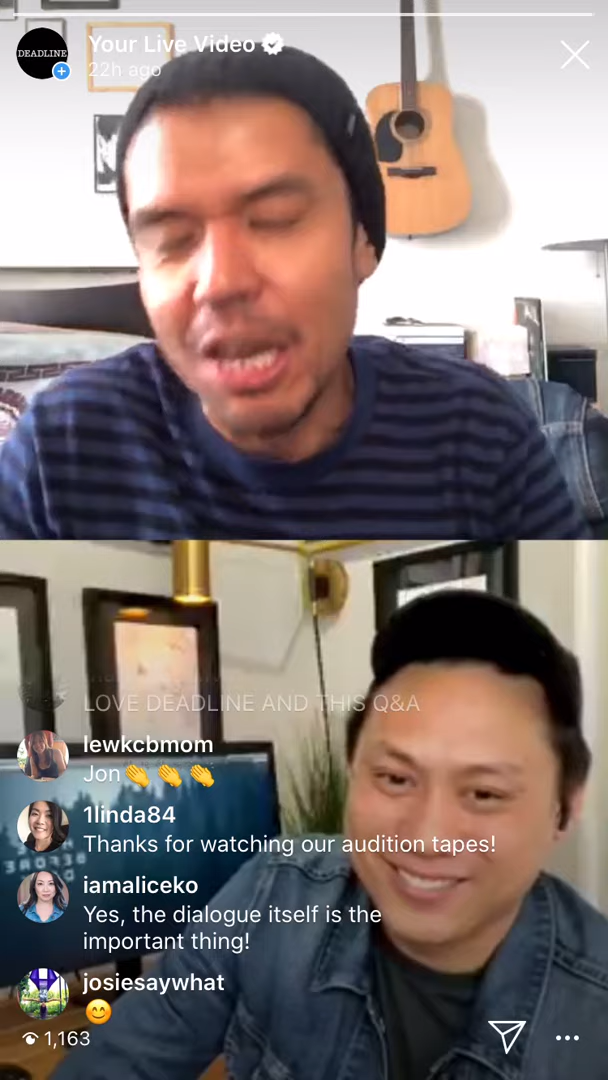 DEADLINE
Your Live Video
22h ago
LOVE DEADLINE AND THIS Q&A
lewkcbmom
Jon👏 👏 👏
1linda84
Thanks for watching our audition tapes!
iamaliceko
Yes, the dialogue itself is the
important thing!
josiesaywhat
😊
1,163